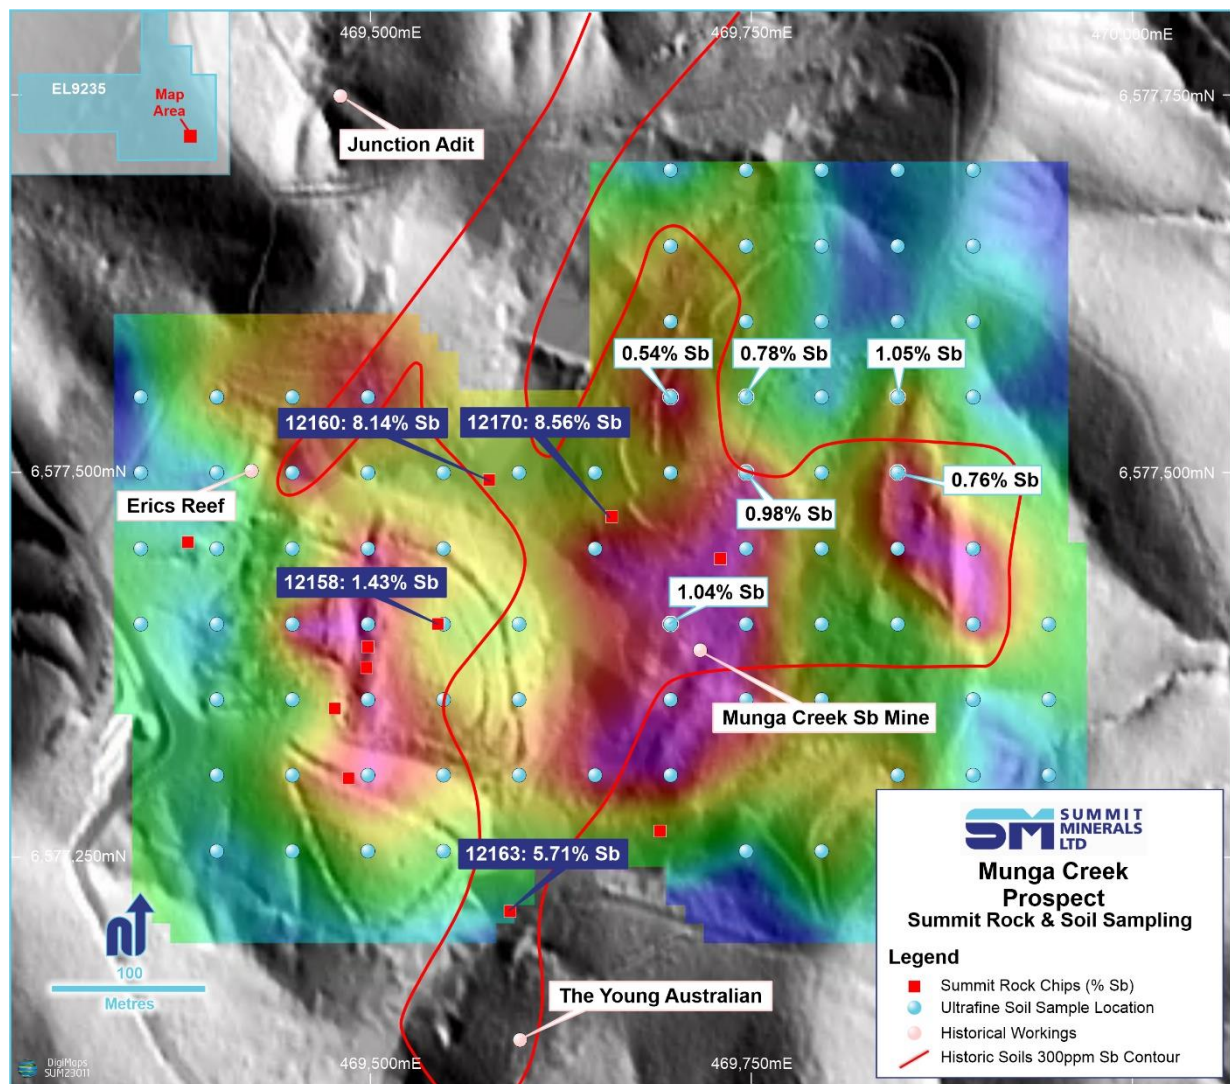 469,500mE
469,750mE
470,000mE
EL9235
Map
Area
6,577,750mN
Junction Adit
0.54% Sb
0.78% Sb
1.05% Sb
12160: 8.14% Sb
12170: 8.56% Sb
6,577,500mN
6,577,500mN
0.76% Sb
Erics Reef
0.98% Sb
12158: 1.43% Sb
1.04% Sb
Munga Creek Sb Mine
SM
SUMMIT
MINERALS
LTD
12163: 5.71% Sb
6,577,250mN
Munga Creek
Prospect
Summit Rock & Soil Sampling
N
Legend
100
Metres
Summit Rock Chips (% Sb)
Ultrafine Soil Sample Location
Historical Workings
Historic Soils 300ppm Sb Contour
The Young Australian
469,500mE
469,750mE
DigiMaps
SUM23011